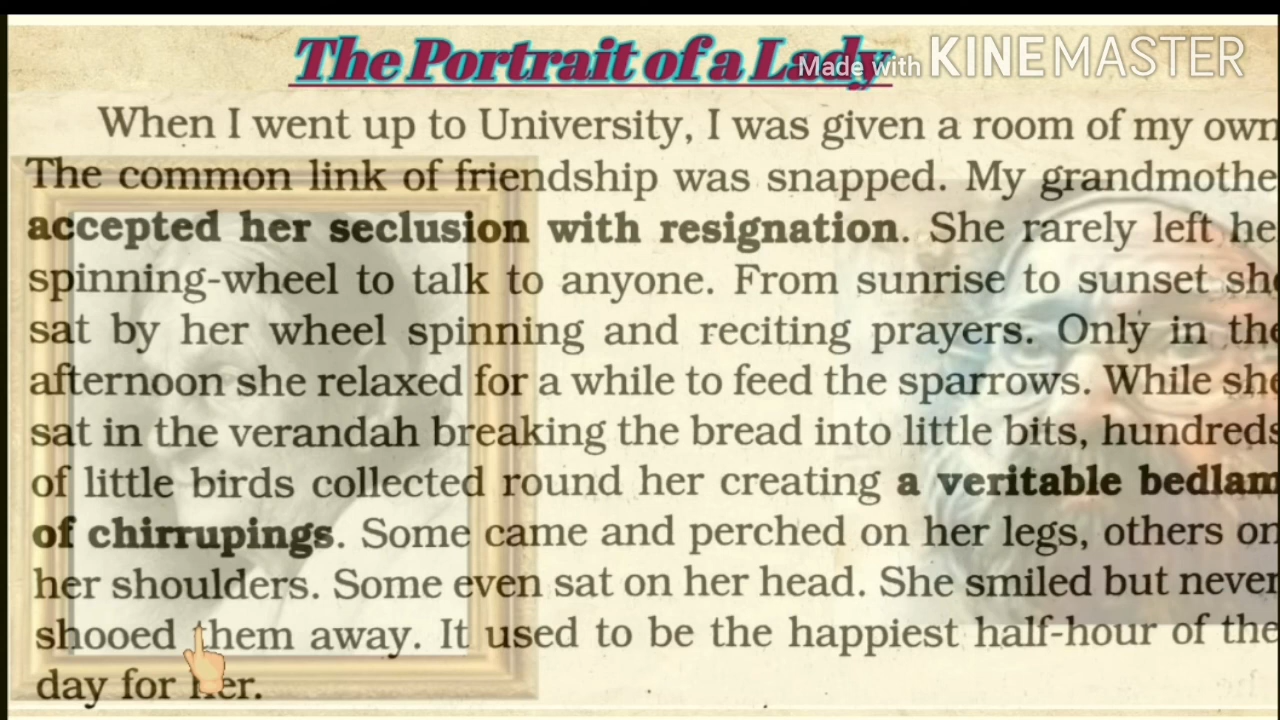 The Portrait of a Lady
Made with KINEMASTER
When I went up to University, I was given a room of my own
The common link of friendship was snapped. My grandmothe
accepted her seclusion with resignation. She rarely left he
spinning-wheel to talk to anyone. From sunrise to sunset she
sat by her wheel spinning and reciting prayers. Only in the
afternoon she relaxed for a while to feed the sparrows. While she
sat in the verandah breaking the bread into little bits, hundreds
of little birds collected round her creating a veritable bedlam
of chirrupings. Some came and perched on her legs, others on
her shoulders. Some even sat on her head. She smiled but never
shooed them away. It used to be the happiest half-hour of the
day for her.